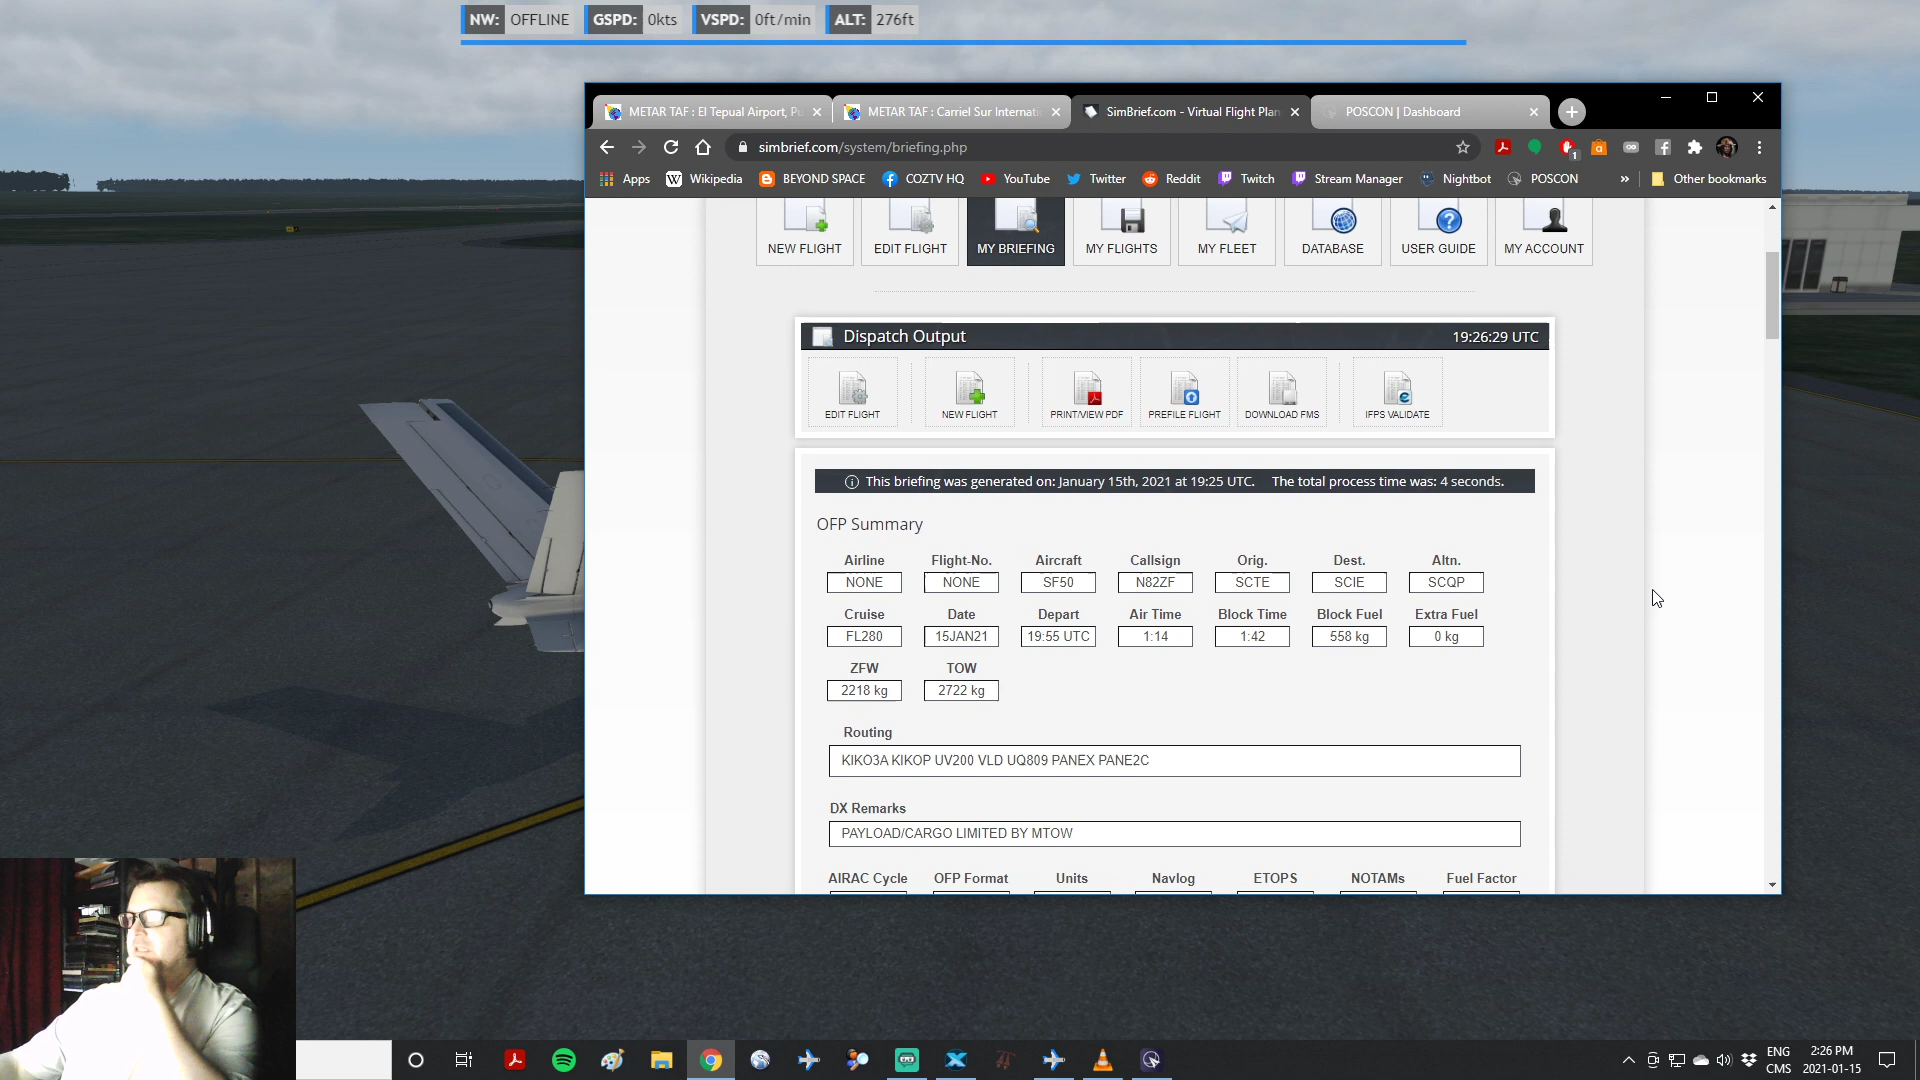 NW: OFFLINE GSPD: 0kts VSPD: 0ft/min ALT: 276ft
METAR TAF : El Tepual Airport, Pu
METAR TAF : Carriel Sur Internati
SimBrief.com - Virtual Flight Plan
POSCON | Dashboard
simbrief.com/system/briefing.php
1
Apps Wikipedia BEYOND SPACE COZTV HQ YouTube Twitter Reddit Twitch Stream Manager Nightbot POSCON » Other bookmarks
NEW FLIGHT EDIT FLIGHT MY BRIEFING MY FLIGHTS MY FLEET DATABASE USER GUIDE MY ACCOUNT
Dispatch Output 19:26:29 UTC
EDIT FLIGHT NEW FLIGHT PRINT/VIEW PDF PREFILE FLIGHT DOWNLOAD FMS IFPS VALIDATE
This briefing was generated on: January 15th, 2021 at 19:25 UTC. The total process time was: 4 seconds.
OFP Summary
Airline Flight-No. Aircraft Callsign Orig. Dest. Altn.
NONE NONE SF50 N82ZF SCTE SCIE SCQP
Cruise Date Depart Air Time Block Time Block Fuel Extra Fuel
FL280 15JAN21 19:55 UTC 1:14 1:42 558 kg 0 kg
ZFW TOW
2218 kg 2722 kg
Routing
KIKO3A KIKOP UV200 VLD UQ809 PANEX PANE2C
DX Remarks
PAYLOAD/CARGO LIMITED BY MTOW
AIRAC Cycle OFP Format Units Navlog ETOPS NOTAMs Fuel Factor
ENG 2:26 PM
CMS 2021-01-15